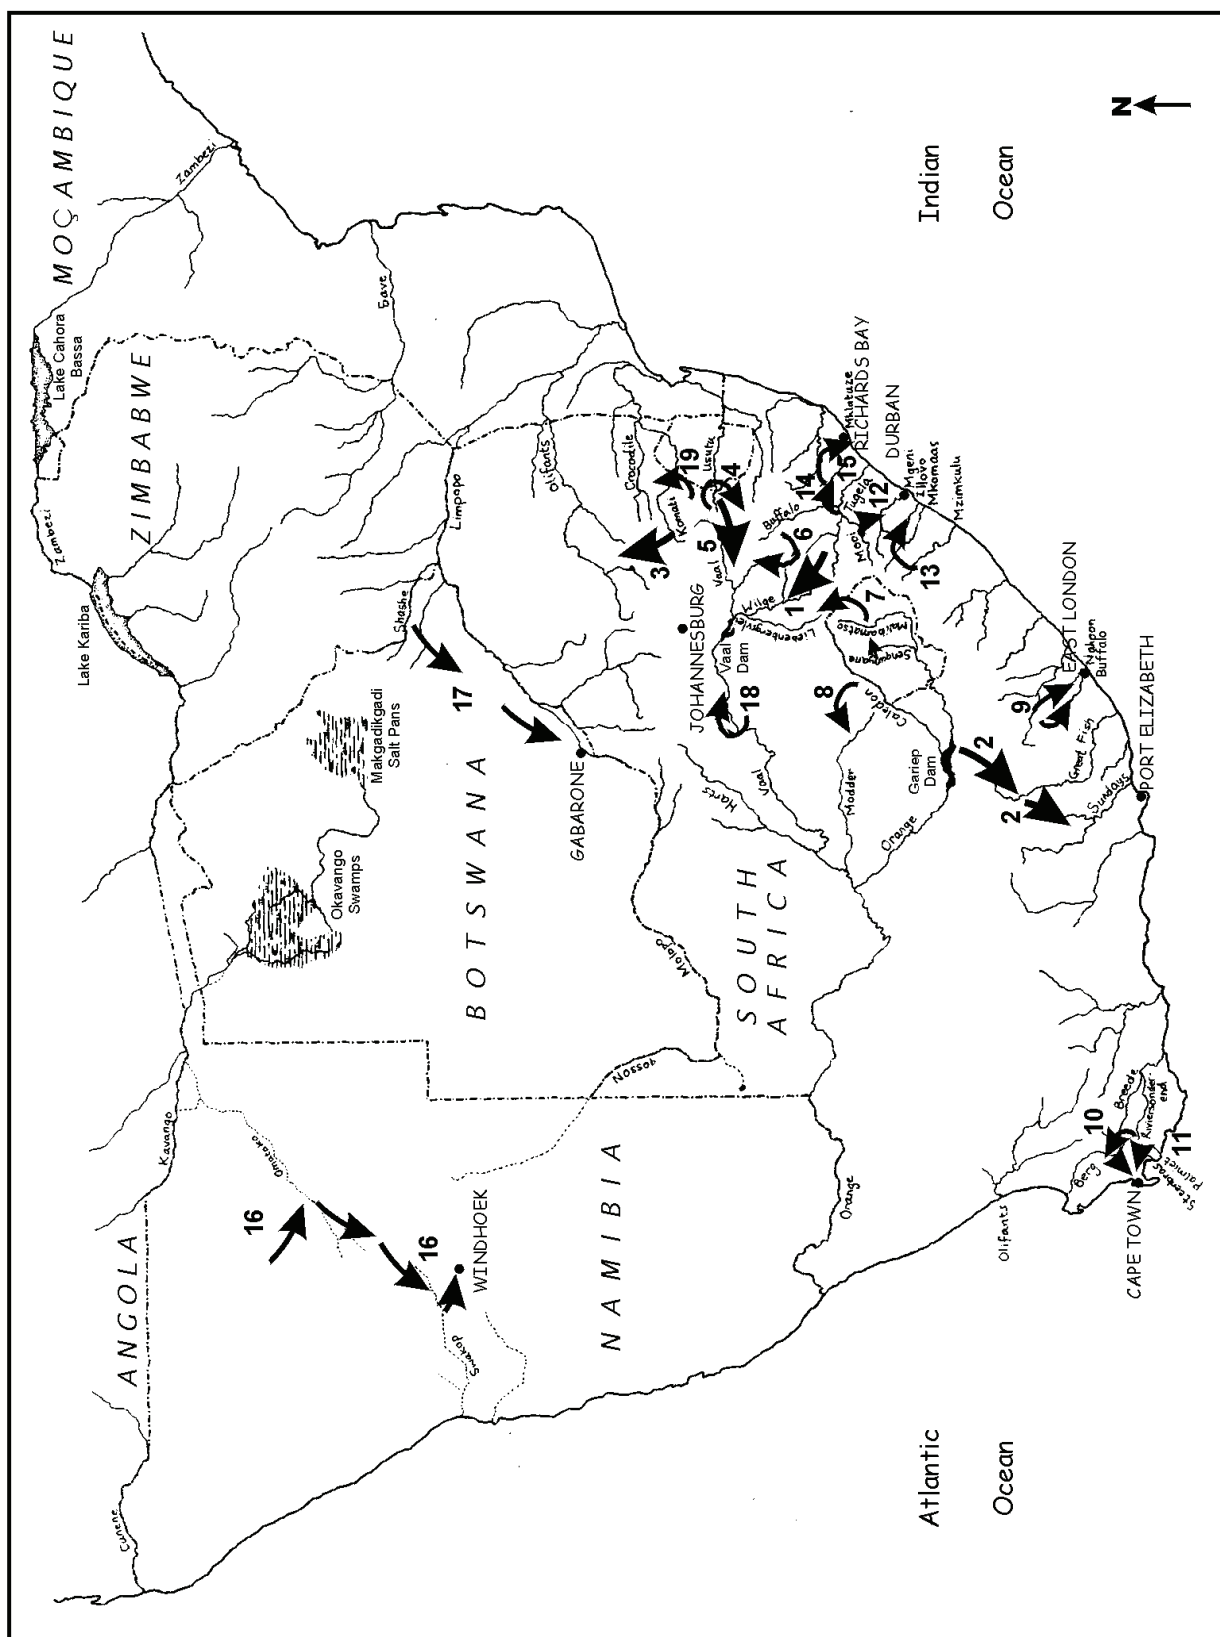 MOÇAMBIQUE
Zambezi
Lake Cahora
Bassa
ZIMBABWE
Save
Zambezi
Lake Kariba
ANGOLA
Cunene
Kavango
Omatako
16
16
WINDHOEK
Swakop
NAMIBIA
Okavango
Swamps
Makgadikgadi
Salt Pans
BOTSWANA
Shashe
17
GABARONE
Limpopo
Olifants
Crocodile
Komati
19
Usutu
4
3
5
Vaal
JOHANNESBURG
Vaal
Dam
Wilge
Liebenbergsvlei
1
6
Buffalo
14
15
Mhlatuze
RICHARDS BAY
Tugela
Mooi
12
DURBAN
Mgeni
Illovo
Mkomaas
Mzimkulu
13
7
Malibamatso
Senqunyane
Caledon
8
18
Vaal
Harts
Modder
Gariep
Dam
Orange
Molopo
Nossob
SOUTH
AFRICA
Orange
2
2
Great Fish
Sundays
9
EAST LONDON
Nahoon
Buffalo
PORT ELIZABETH
Olifants
Berg
10
Breede
Riviersonder-
end
11
Palmiet
Steenbras
CAPE TOWN
Atlantic
Ocean
Indian
Ocean
N